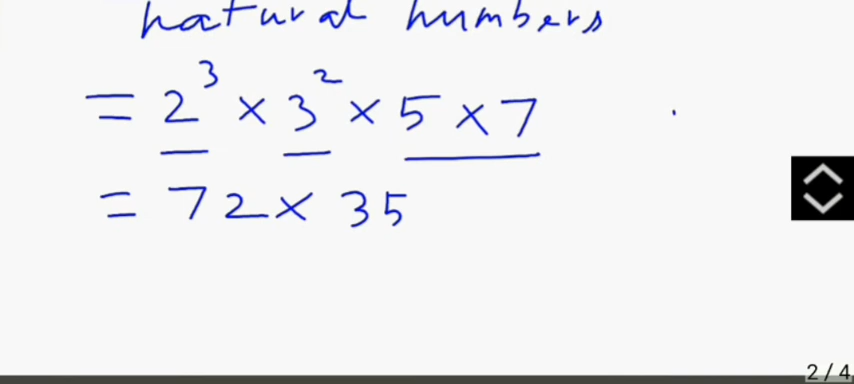 natural numbers
= 2³ × 3² × 5 × 7
= 72 × 35
2 / 4